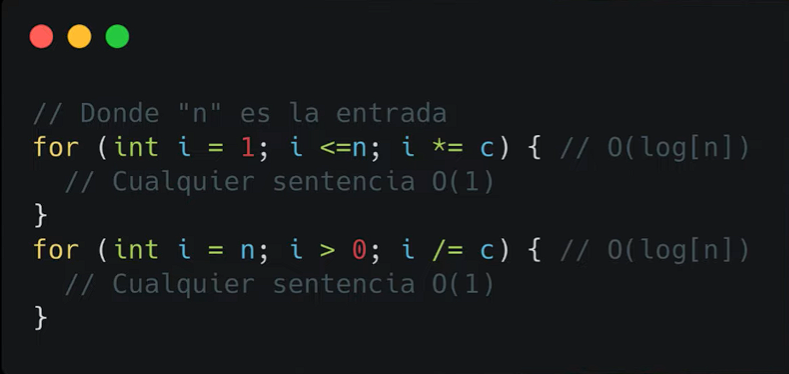 // Donde "n" es la entrada
for (int i = 1; i <=n; i *= c) { // O(log[n])
  // Cualquier sentencia O(1)
}
for (int i = n; i > 0; i /= c) { // O(log[n])
  // Cualquier sentencia O(1)
}